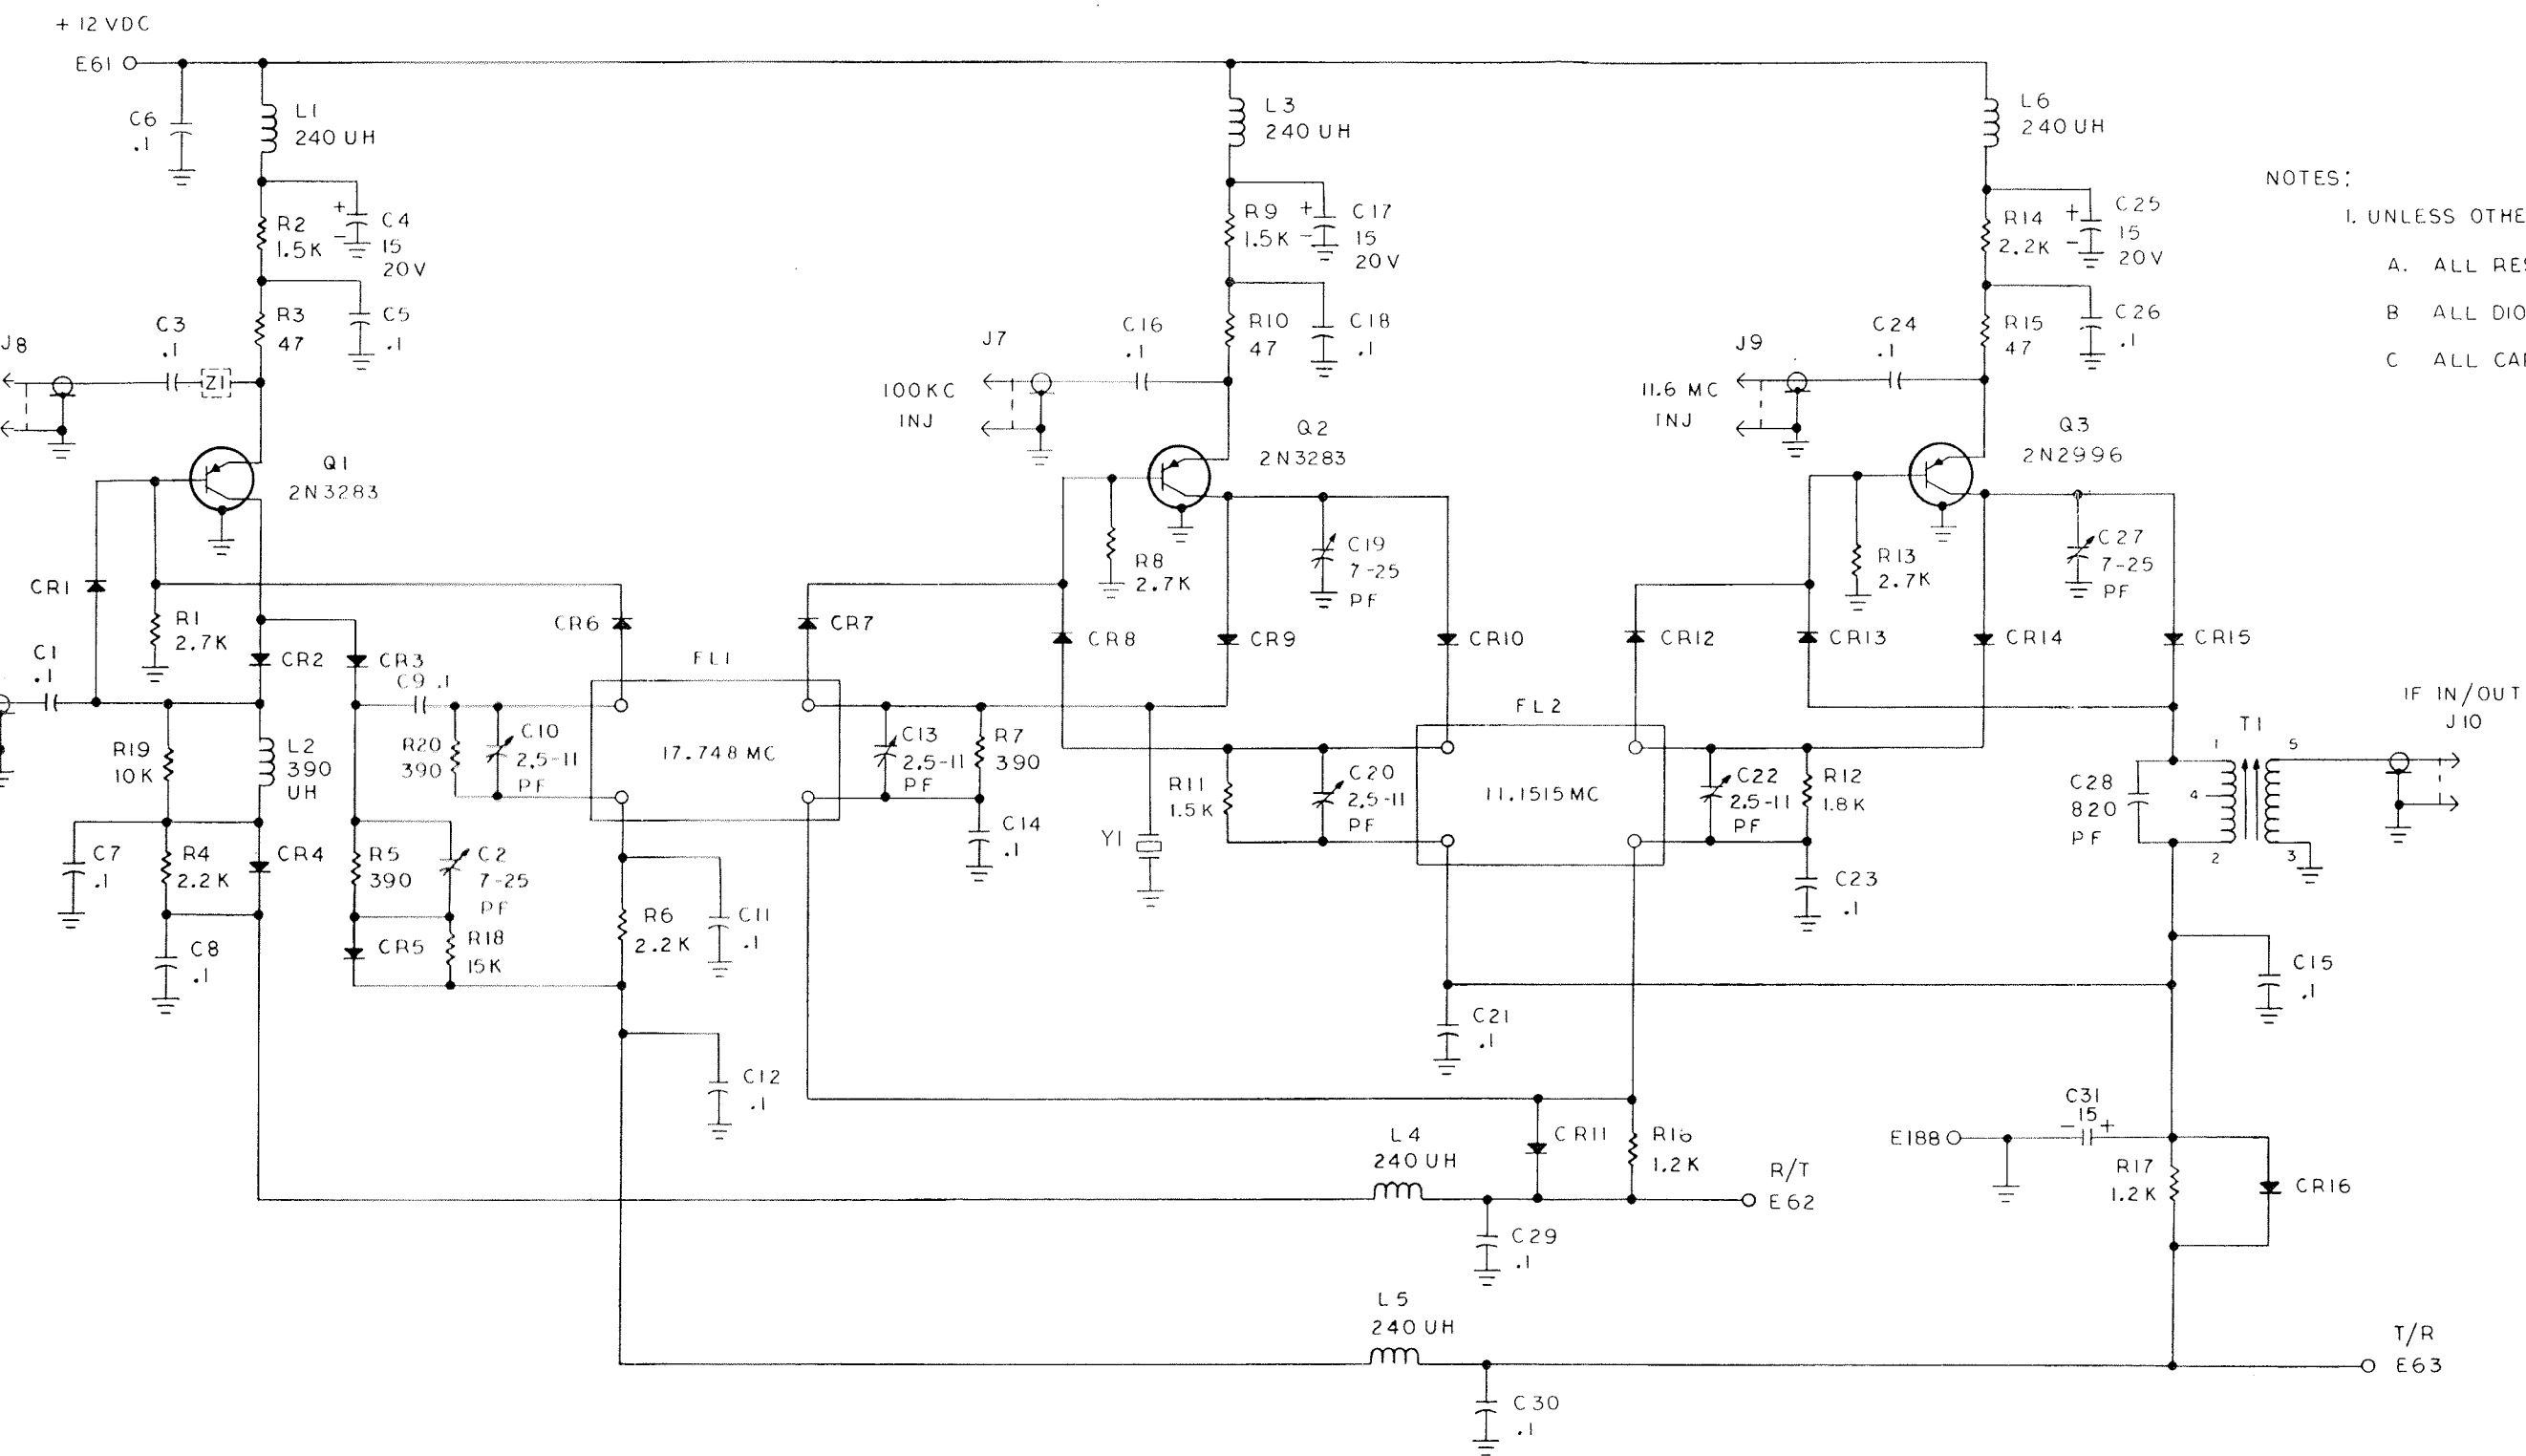 + 12 VDC
E61
C6
.1
L1
240 UH
L3
240 UH
L6
240 UH
R2
1.5K
+
-
C4
15
20V
R9
1.5K
+
-
C17
15
20V
R14
2.2K
+
-
C25
15
20V
NOTES:
1. UNLESS OTHE
A. ALL RES
B ALL DIO
C ALL CAP
J8
C3
.1
Z1
R3
47
C5
.1
J7
100KC
INJ
C16
.1
R10
47
C18
.1
J9
11.6 MC
INJ
C24
.1
R15
47
C26
.1
Q1
2N3283
Q2
2N3283
Q3
2N2996
CR1
R1
2.7K
R8
2.7K
C19
7-25
PF
R13
2.7K
C27
7-25
PF
C1
.1
CR2
CR3
CR6
CR7
CR8
CR9
CR10
CR12
CR13
CR14
CR15
C9 .1
FL1
17.748 MC
FL2
11.1515 MC
IF IN/OUT
J10
T1
R19
10K
L2
390
UH
R20
390
C10
2.5-11
PF
C13
2.5-11
PF
R7
390
R11
1.5K
C20
2.5-11
PF
C22
2.5-11
PF
R12
1.8K
C28
820
PF
1
4
2
5
3
C7
.1
R4
2.2K
CR4
R5
390
C2
7-25
PF
Y1
C14
.1
C8
.1
CR5
R18
15K
R6
2.2K
C11
.1
C23
.1
C15
.1
C12
.1
C21
.1
L4
240 UH
CR11
R16
1.2K
R/T
E62
E188
C31
15
-
+
R17
1.2K
CR16
C29
.1
L5
240 UH
C30
.1
T/R
E63